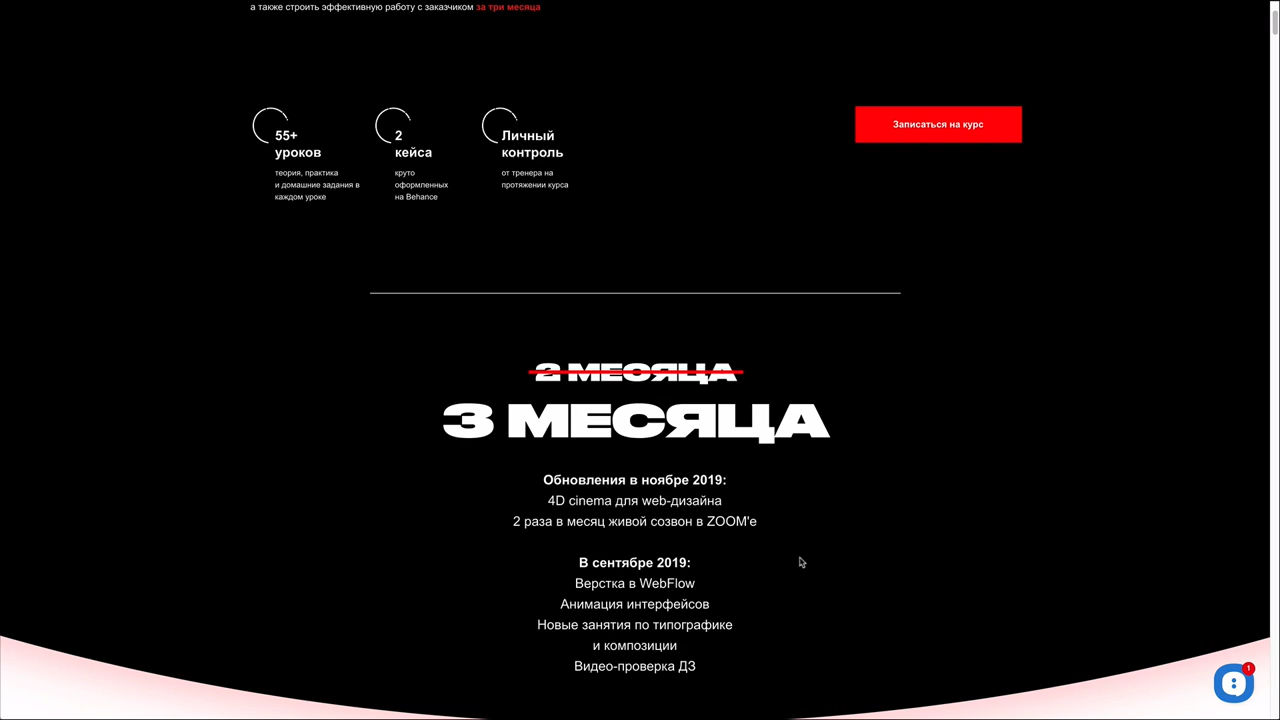 а также строить эффективную работу с заказчиком за три месяца
55+
уроков
теория, практика
и домашние задания в
каждом уроке
2
кейса
круто
оформленных
на Behance
Личный
контроль
от тренера на
протяжении курса
Записаться на курс
2 МЕСЯЦА
3 МЕСЯЦА
Обновления в ноябре 2019:
4D cinema для web-дизайна
2 раза в месяц живой созвон в ZOOM'е
В сентябре 2019:
Верстка в WebFlow
Анимация интерфейсов
Новые занятия по типографике
и композиции
Видео-проверка ДЗ
1